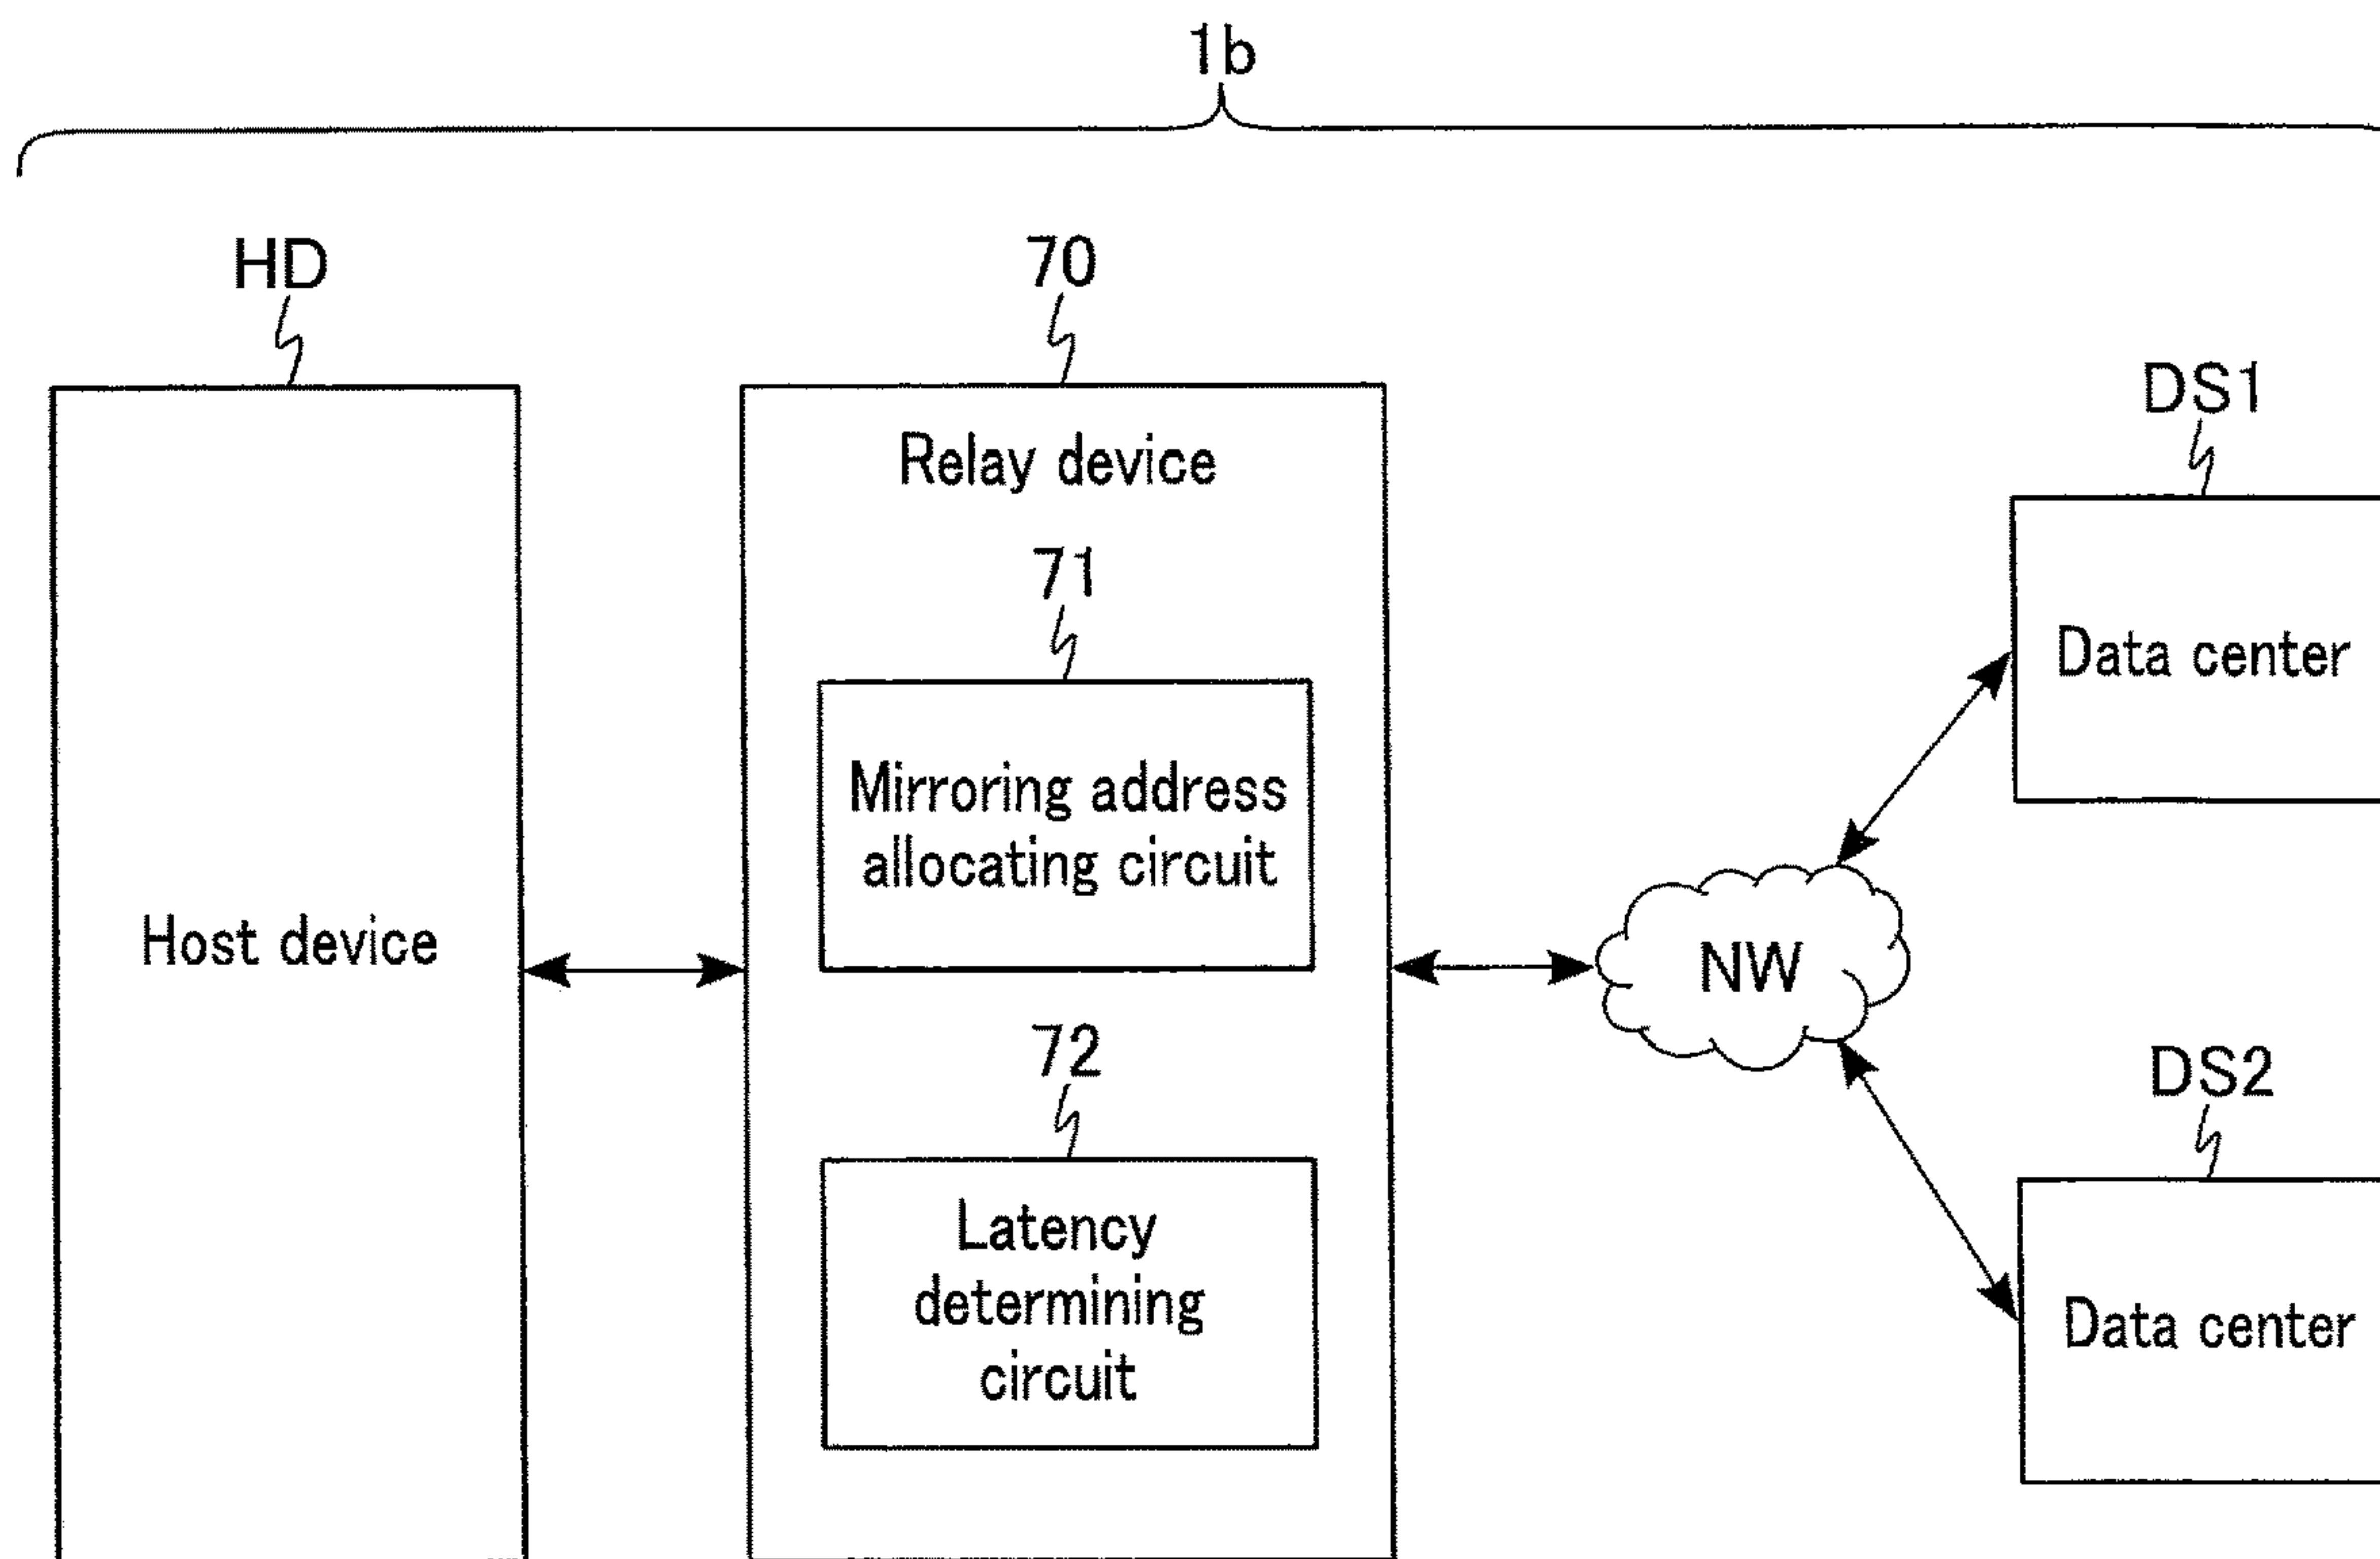 1b
HD
70
DS1
Relay device
71
Data center
Mirroring address
allocating circuit
Host device
NW
72
DS2
Latency
determining
circuit
Data center